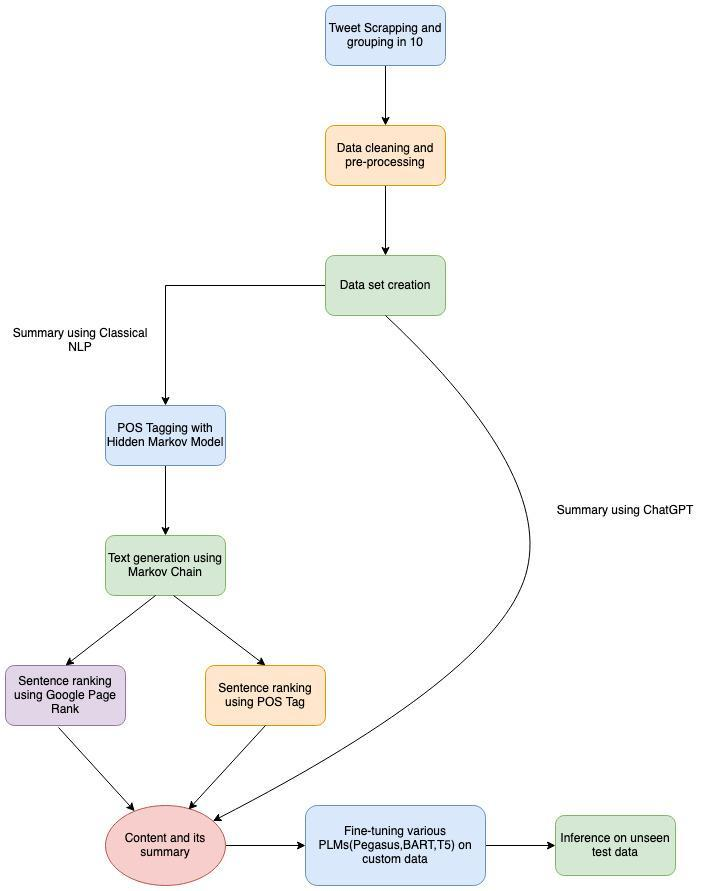 Tweet Scrapping and
grouping in 10
Data cleaning and
pre-processing
Data set creation
Summary using Classical
NLP
POS Tagging with
Hidden Markov Model
Summary using ChatGPT
Text generation using
Markov Chain
Sentence ranking
using Google Page
Rank
Sentence ranking
using POS Tag
Content and its
summary
Fine-tuning various
PLMs(Pegasus,BART,T5) on
custom data
Inference on unseen
test data